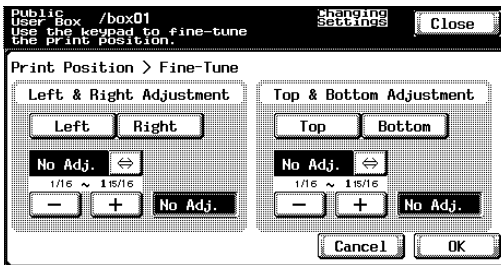 Public
User Box /box01
Changing
Settings
Close
Use the keypad to fine-tune
the print position.
Print Position > Fine-Tune
Left & Right Adjustment
Left Right
No Adj. ⇔
1/16 ~ 1 15/16
− + No Adj.
Top & Bottom Adjustment
Top Bottom
No Adj. ⇔
1/16 ~ 1 15/16
− + No Adj.
Cancel OK